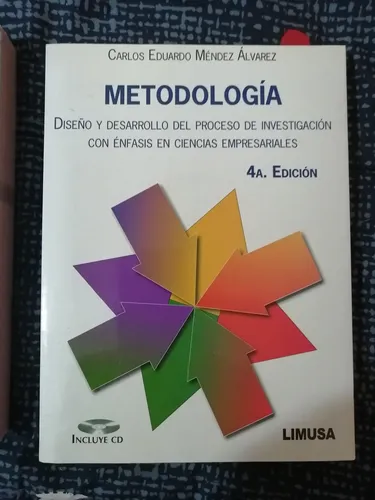 Carlos Eduardo Méndez Álvarez
METODOLOGÍA
Diseño y desarrollo del proceso de investigación
con énfasis en ciencias empresariales
4a. Edición
Incluye CD
LIMUSA